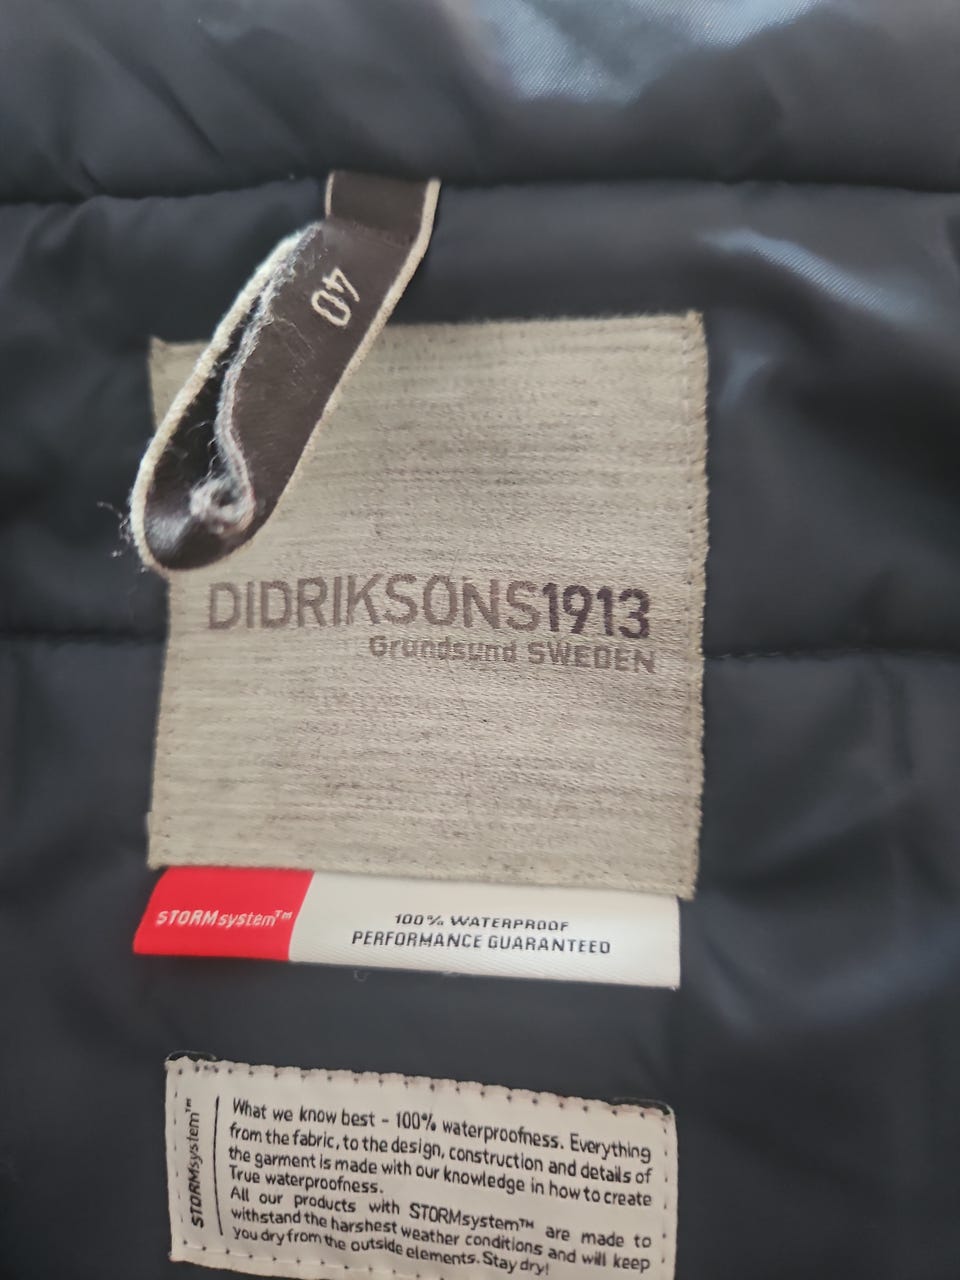 40
DIDRIKSONS1913
Grundsund SWEDEN
STORMsystem™
100% WATERPROOF
PERFORMANCE GUARANTEED
STORMsystem™
What we know best - 100% waterproofness. Everything
from the fabric, to the design, construction and details of
the garment is made with our knowledge in how to create
True waterproofness.
All our products with STORMsystem™ are made to
withstand the harshest weather conditions and will keep
you dry from the outside elements. Stay dry!